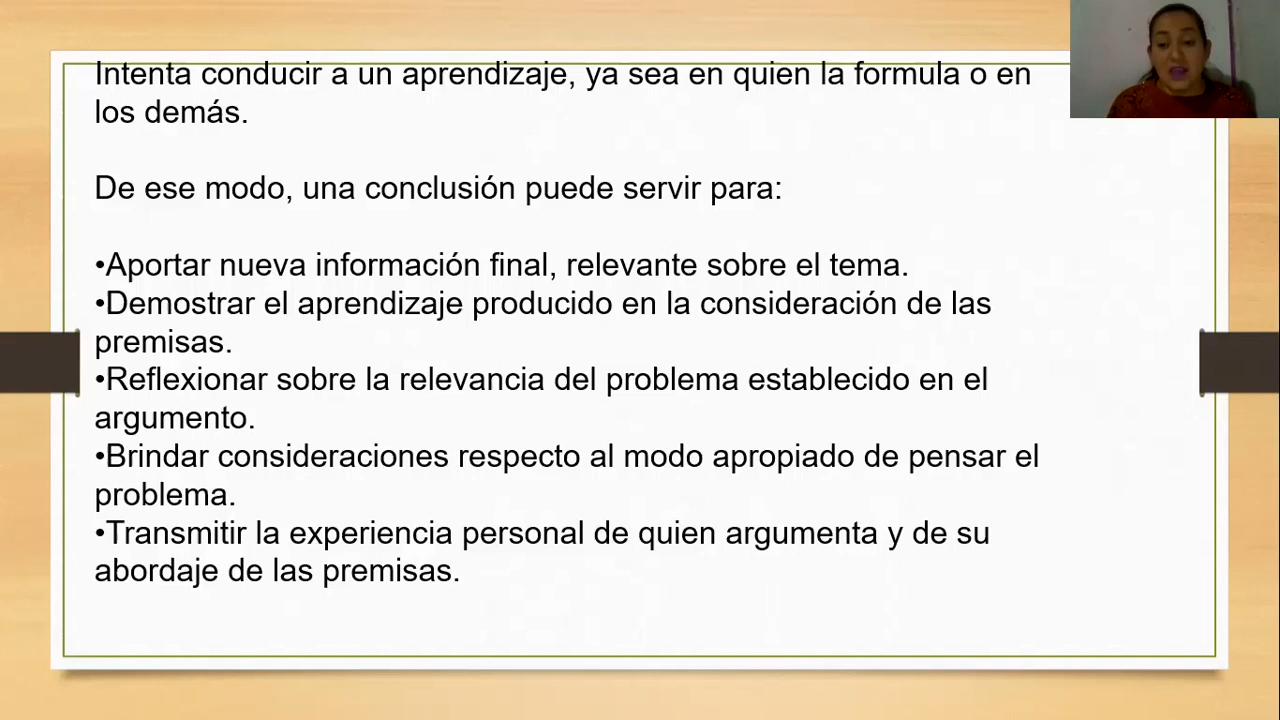 Intenta conducir a un aprendizaje, ya sea en quien la formula o en
los demás.
De ese modo, una conclusión puede servir para:
•Aportar nueva información final, relevante sobre el tema.
•Demostrar el aprendizaje producido en la consideración de las
premisas.
•Reflexionar sobre la relevancia del problema establecido en el
argumento.
•Brindar consideraciones respecto al modo apropiado de pensar el
problema.
•Transmitir la experiencia personal de quien argumenta y de su
abordaje de las premisas.